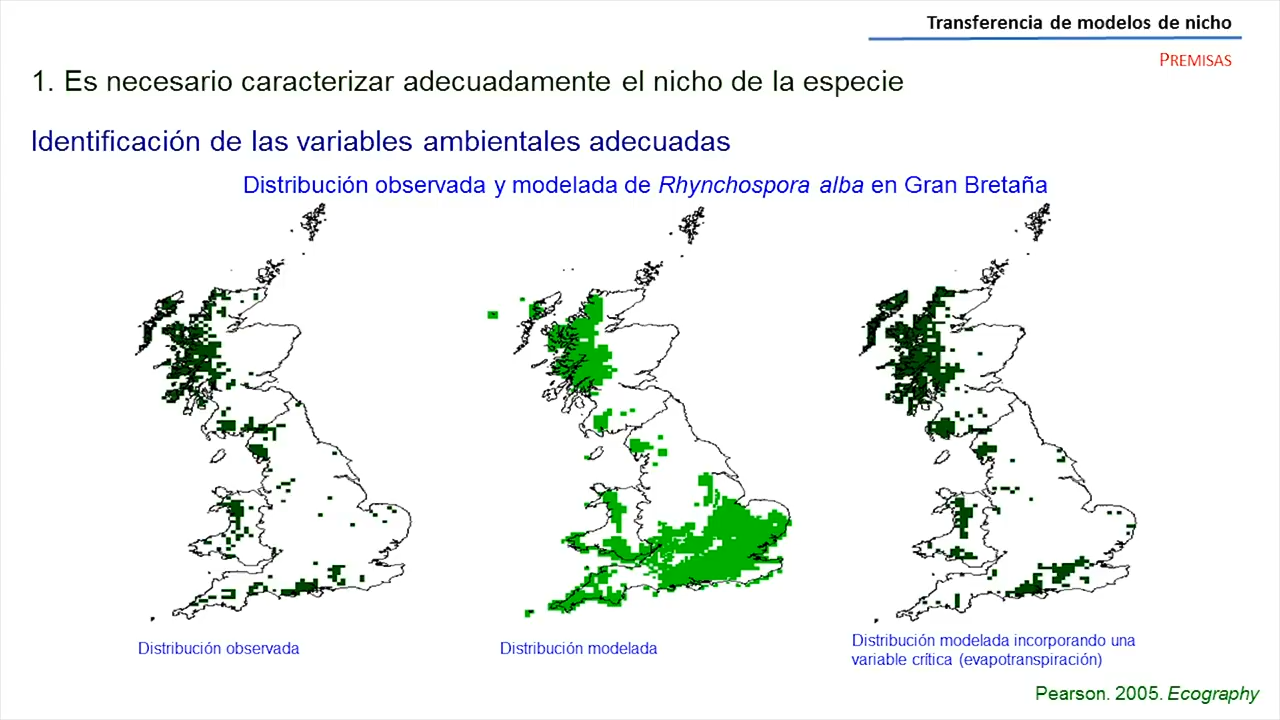 Transferencia de modelos de nicho
PREMISAS
1. Es necesario caracterizar adecuadamente el nicho de la especie
Identificación de las variables ambientales adecuadas
Distribución observada y modelada de Rhynchospora alba en Gran Bretaña
Distribución observada
Distribución modelada
Distribución modelada incorporando una
variable crítica (evapotranspiración)
Pearson. 2005. Ecography